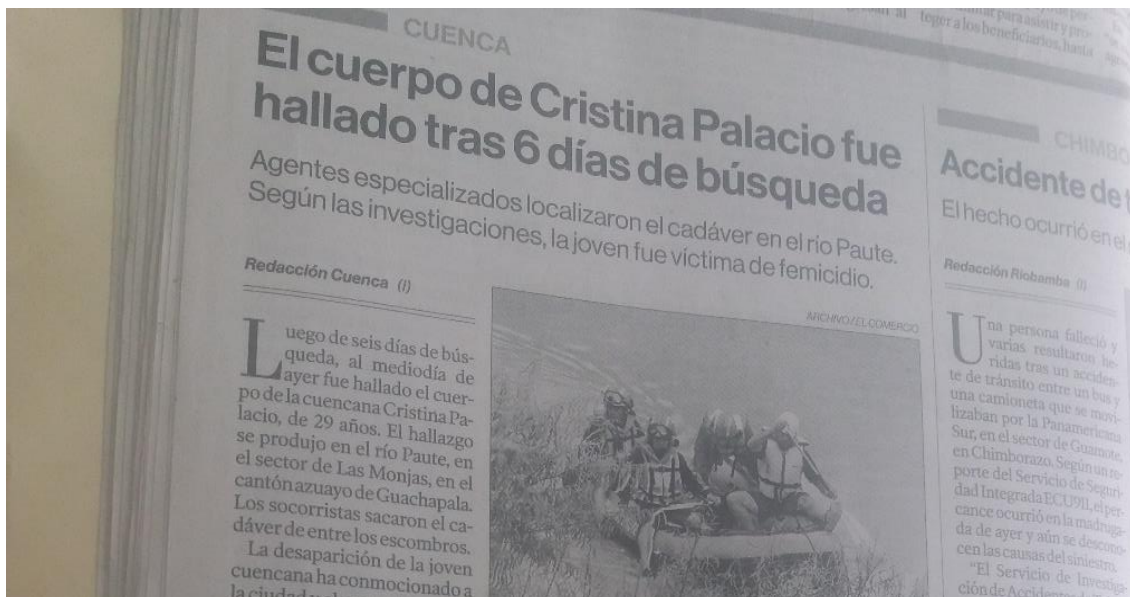 CUENCA
El cuerpo de Cristina Palacio fue
hallado tras 6 días de búsqueda
Agentes especializados localizaron el cadáver en el río Paute.
Según las investigaciones, la joven fue víctima de femicidio.
Redacción Cuenca (I)
Luego de seis días de bús-
queda, al mediodía de
ayer fue hallado el cuer-
po de la cuencana Cristina Pa-
lacio, de 29 años. El hallazgo
se produjo en el río Paute, en
el sector de Las Monjas, en el
cantón azuayo de Guachapala.
Los socorristas sacaron el ca-
dáver de entre los escombros.
La desaparición de la joven
cuencana ha conmocionado a
la ciudad
ARCHIVO / EL COMERCIO
teger a los beneficiarios, hasta
CHIMBO
Accidente de t
El hecho ocurrió en el
Redacción Riobamba (I)
Una persona falleció y
varias resultaron he-
ridas tras un acciden-
te de tránsito entre un bus y
una camioneta que se movi-
lizaban por la Panamericana
Sur, en el sector de Guamote,
en Chimborazo. Según un re-
porte del Servicio de Seguri-
dad Integrada ECU911, el per-
cance ocurrió en la madruga-
da de ayer y aún se descono-
cen las causas del siniestro.
"El Servicio de Investiga-
ción de Accidentes